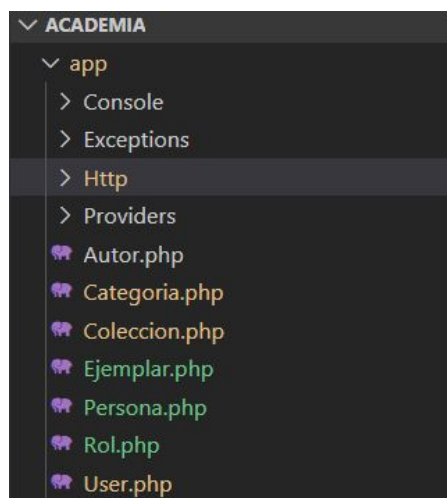 ACADEMIA
app
Console
Exceptions
Http
Providers
Autor.php
Categoria.php
Coleccion.php
Ejemplar.php
Persona.php
Rol.php
User.php